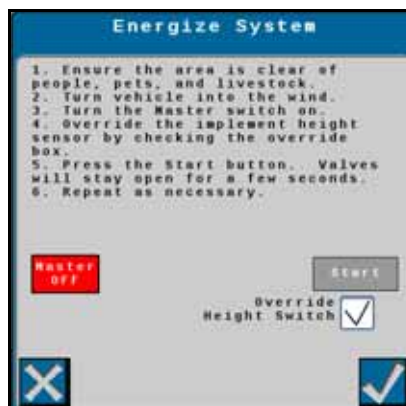 Energize System
1. Ensure the area is clear of
people, pets, and livestock.
2. Turn vehicle into the wind.
3. Turn the Master switch on.
4. Override the implement height
sensor by checking the override
box.
5. Press the Start button.  Valves
will stay open for a few seconds.
6. Repeat as necessary.
Master
Off
Start
Override
Height Switch